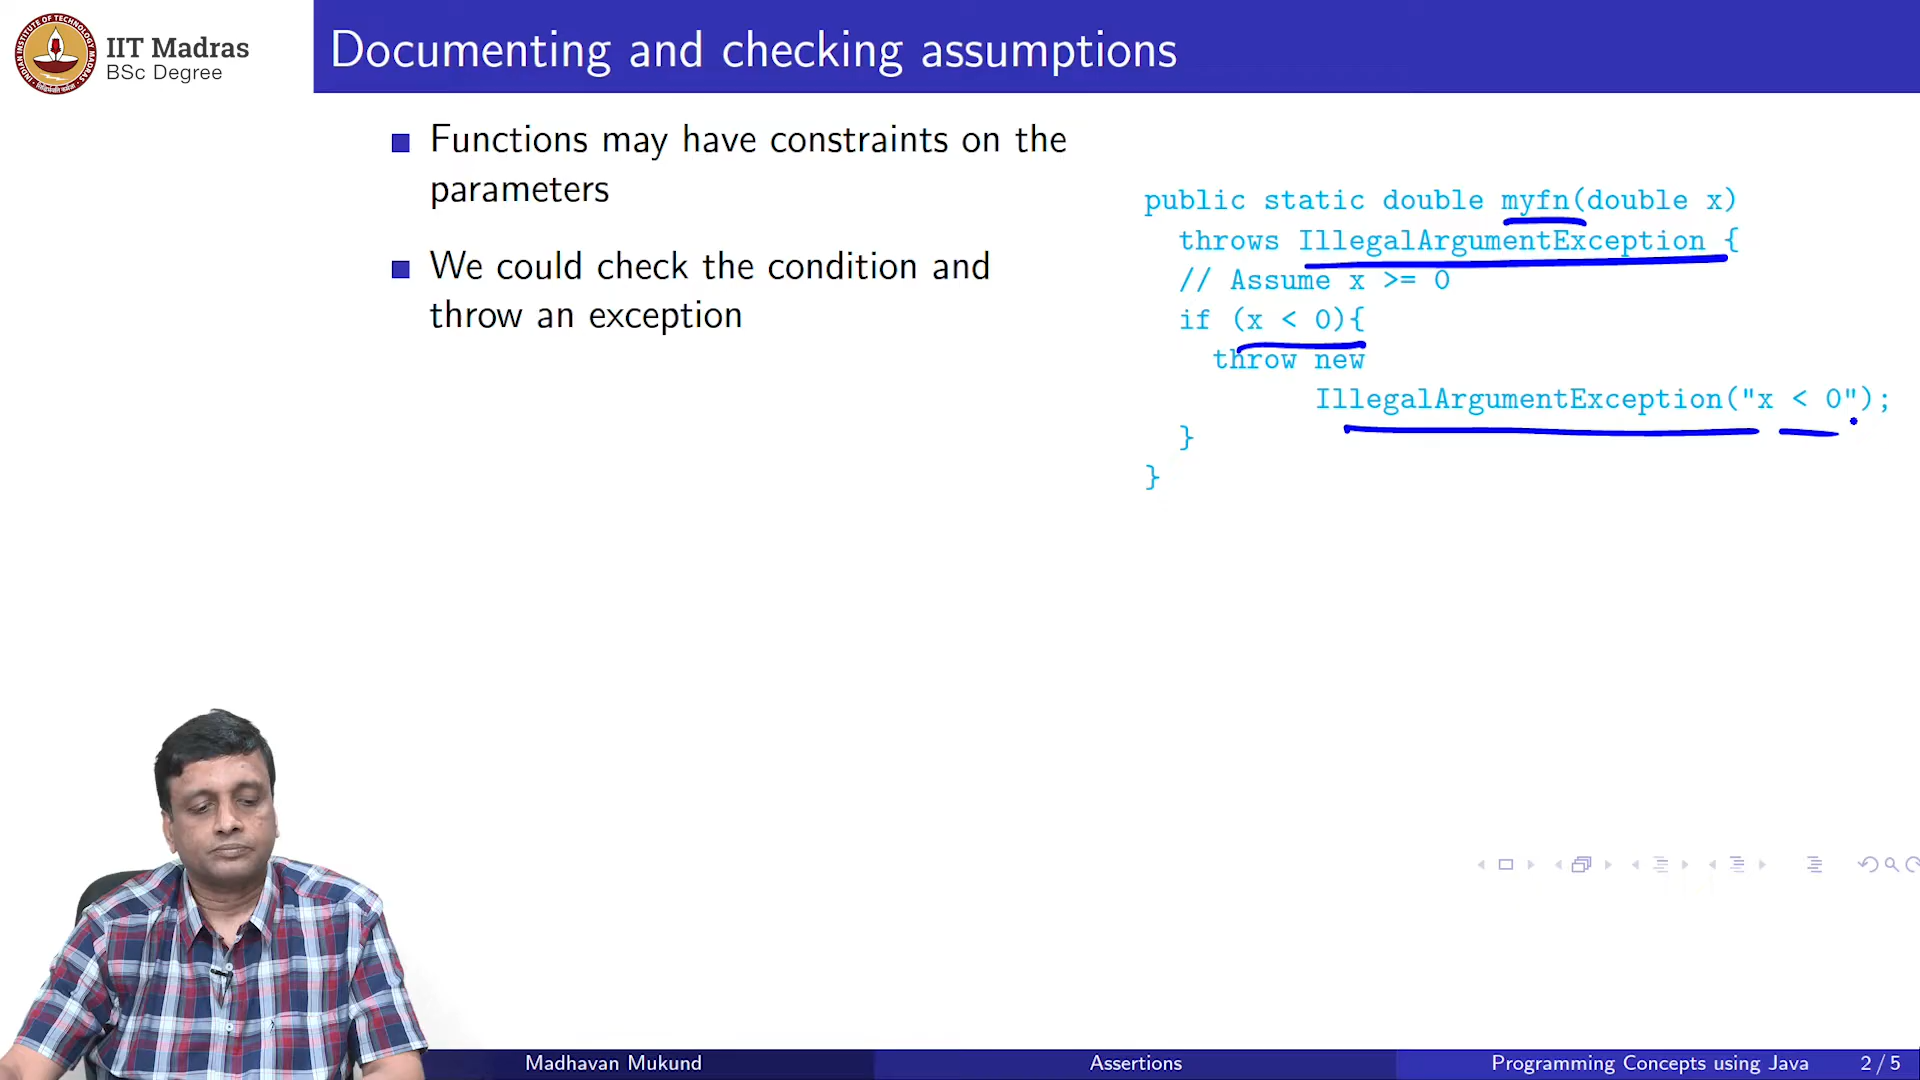 IIT Madras
BSc Degree
Documenting and checking assumptions
Functions may have constraints on the
parameters
We could check the condition and
throw an exception
public static double myfn(double x)
throws IllegalArgumentException {
// Assume x >= 0
if (x < 0){
throw new
IllegalArgumentException("x < 0");
}
}
Madhavan Mukund
Assertions
Programming Concepts using Java
2 / 5